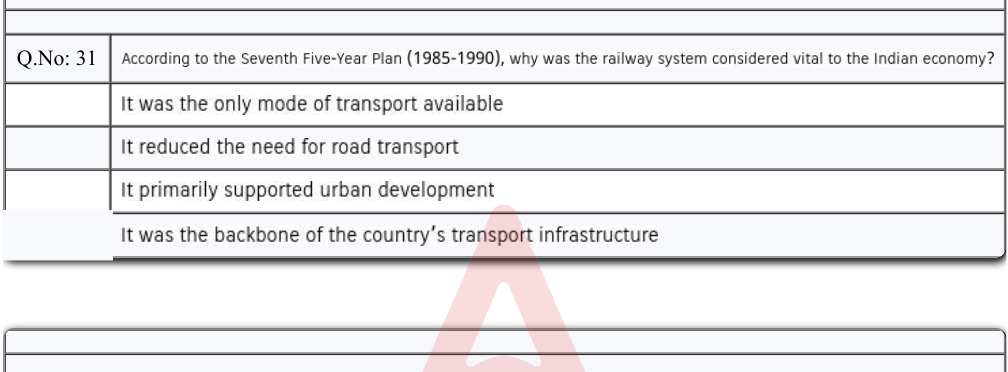 Q.No: 31 According to the Seventh Five-Year Plan (1985-1990), why was the railway system considered vital to the Indian economy?
It was the only mode of transport available
It reduced the need for road transport
It primarily supported urban development
It was the backbone of the country's transport infrastructure